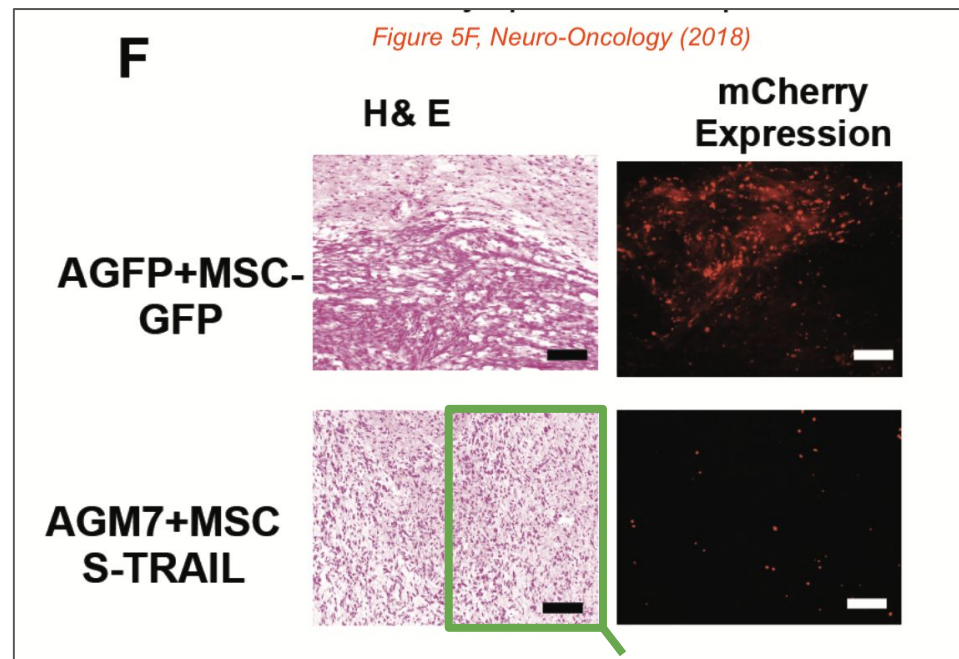 F
Figure 5F, Neuro-Oncology (2018)
H& E
mCherry
Expression
AGFP+MSC-
GFP
AGM7+MSC
S-TRAIL